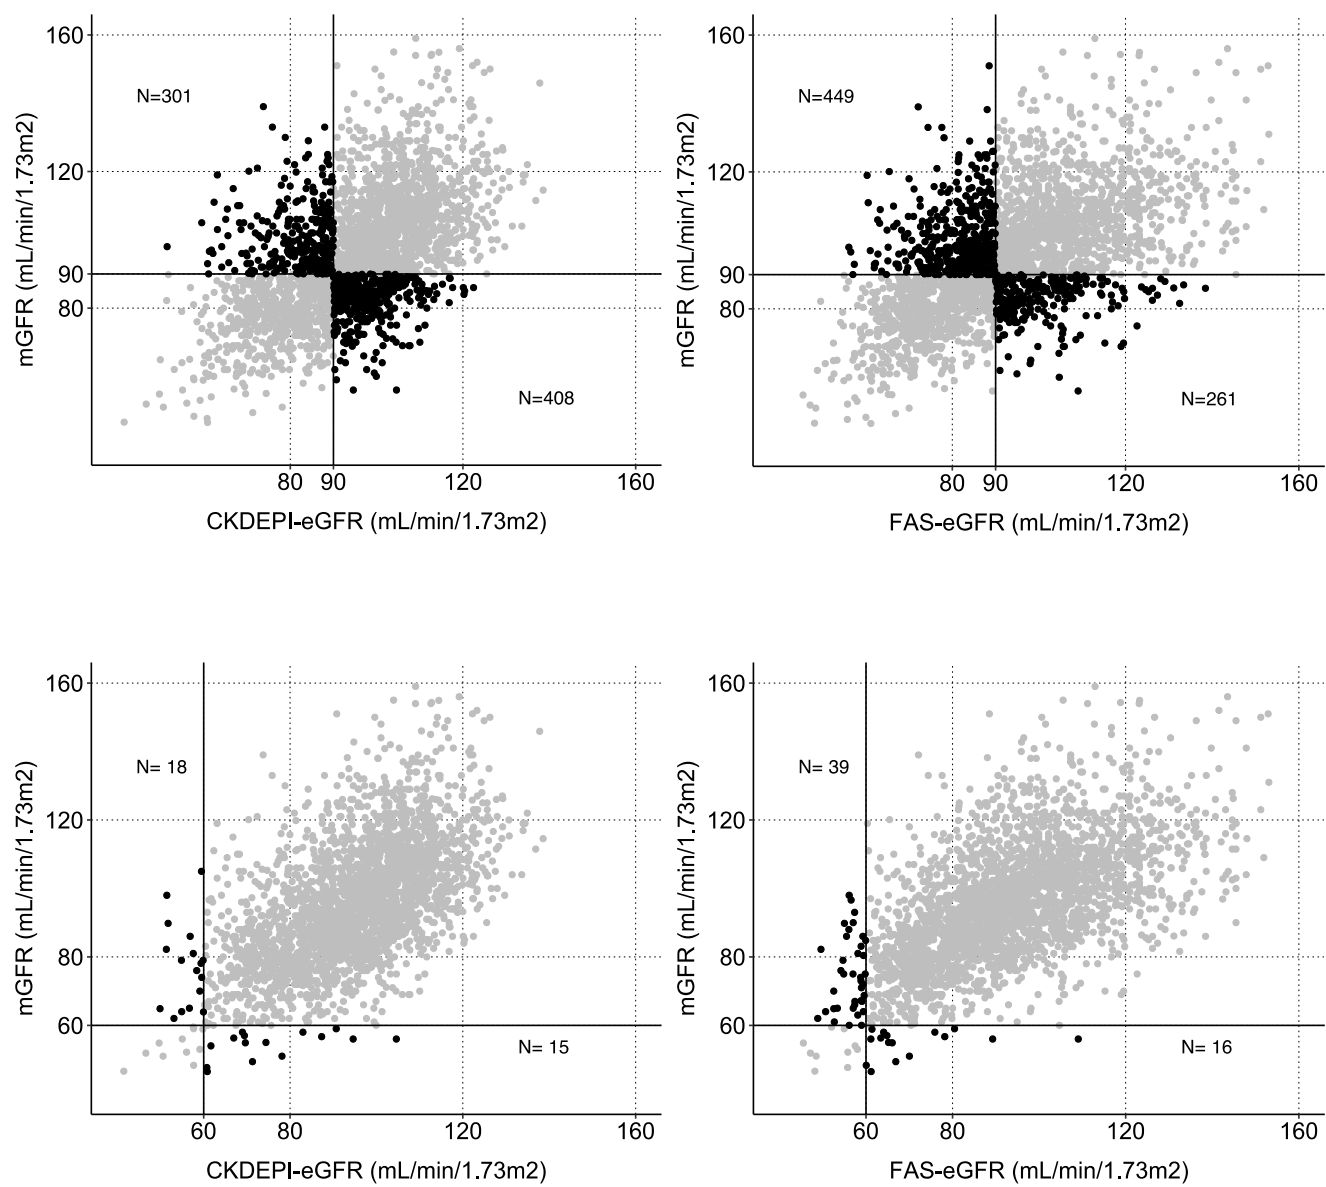 160
N=301
120
90
80
N=408
mGFR (mL/min/1.73m2)
80 90 120 160
CKDEPI-eGFR (mL/min/1.73m2)
160
N=449
120
90
80
N=261
mGFR (mL/min/1.73m2)
80 90 120 160
FAS-eGFR (mL/min/1.73m2)
160
N= 18
120
80
60
N= 15
mGFR (mL/min/1.73m2)
60 80 120 160
CKDEPI-eGFR (mL/min/1.73m2)
160
N= 39
120
80
60
N= 16
mGFR (mL/min/1.73m2)
60 80 120 160
FAS-eGFR (mL/min/1.73m2)